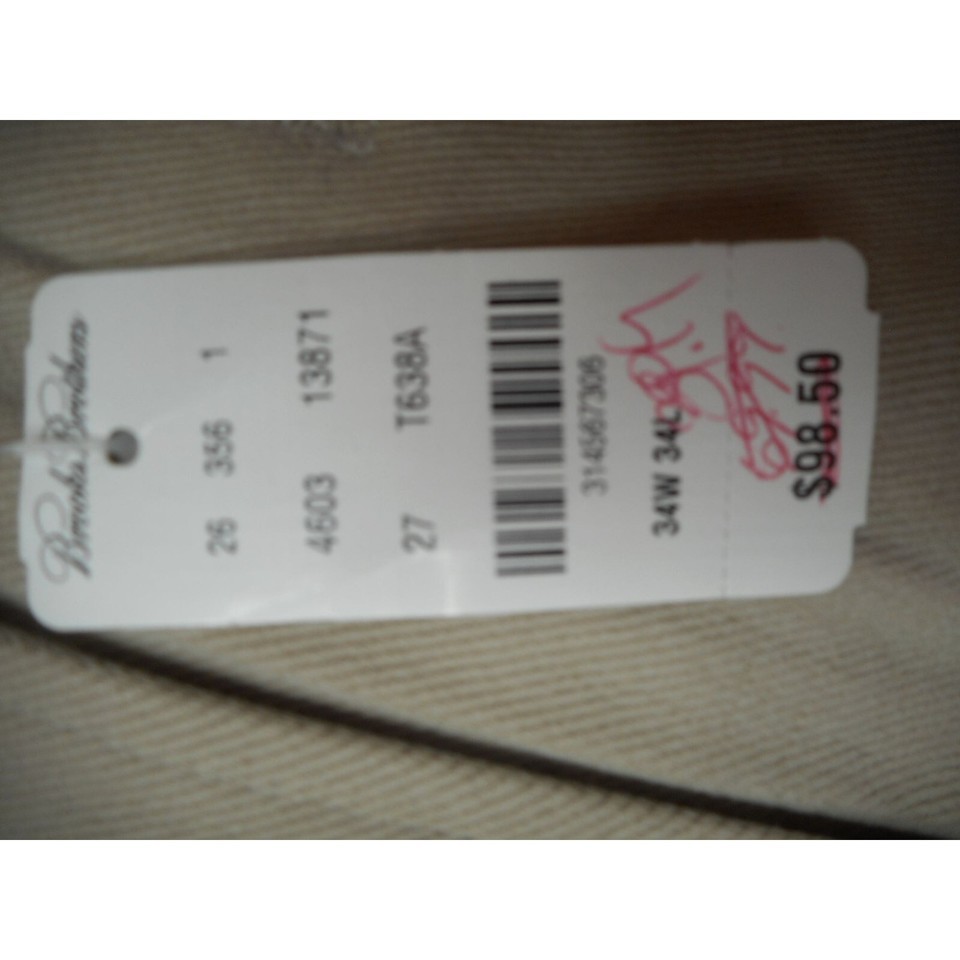 Brooks Brothers
26 356 1
4603 13871
27 T638A
314567306
34W 34L
$98.50